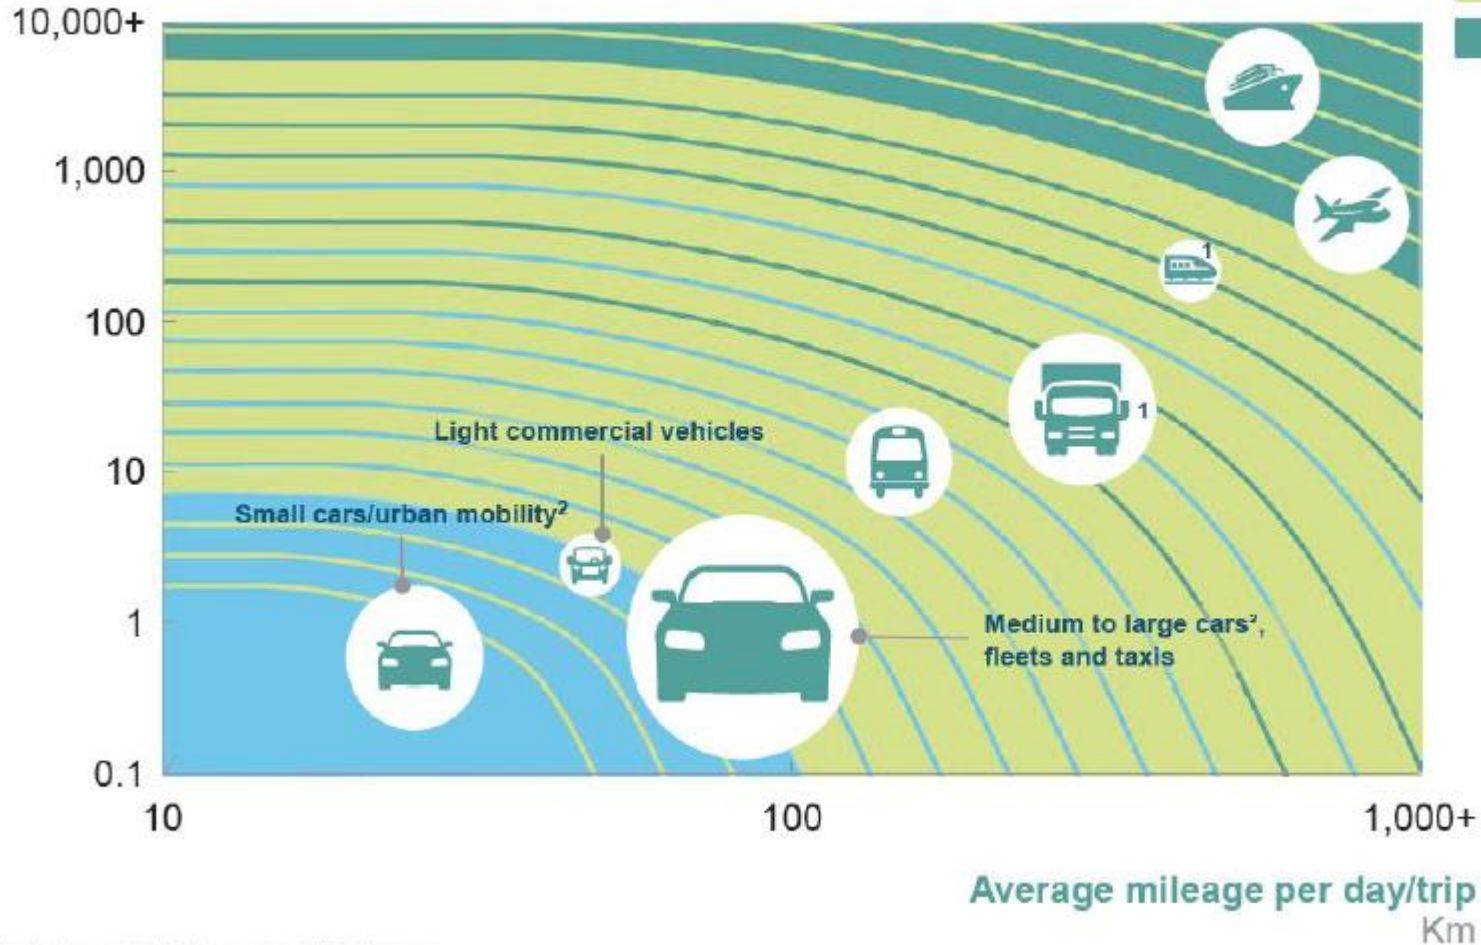 10,000+
1,000
1
100
1
Light commercial vehicles
10
Small cars/urban mobility²
1
Medium to large cars²,
fleets and taxis
0.1
10
100
1,000+
Average mileage per day/trip
Km